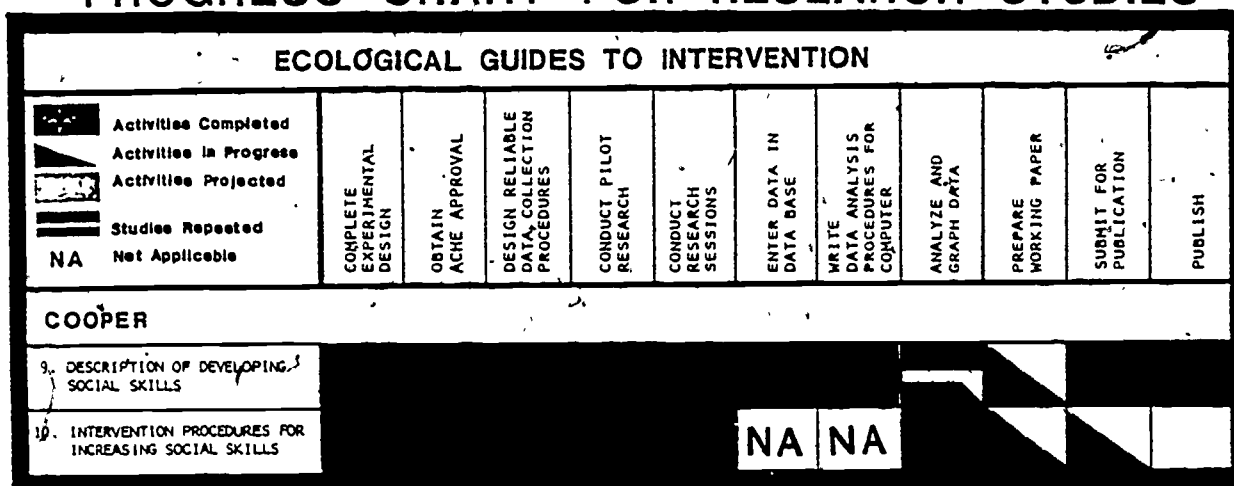 PROGRESS CHART FOR RESEARCH STUDIES
ECOLOGICAL GUIDES TO INTERVENTION
Activities Completed
Activities In Progress
Activities Projected
Studies Repeated
NA Not Applicable
COMPLETE
EXPERIMENTAL
DESIGN
OBTAIN
ACHE APPROVAL
DESIGN RELIABLE
DATA COLLECTION
PROCEDURES
CONDUCT PILOT
RESEARCH
CONDUCT
RESEARCH
SESSIONS
ENTER DATA IN
DATA BASE
WRITE
DATA ANALYSIS
PROCEDURES FOR
COMPUTER
ANALYZE AND
GRAPH DATA
PREPARE
WORKING PAPER
SUBMIT FOR
PUBLICATION
PUBLISH
COOPER
9. DESCRIPTION OF DEVELOPING
SOCIAL SKILLS
10. INTERVENTION PROCEDURES FOR
INCREASING SOCIAL SKILLS
NA NA